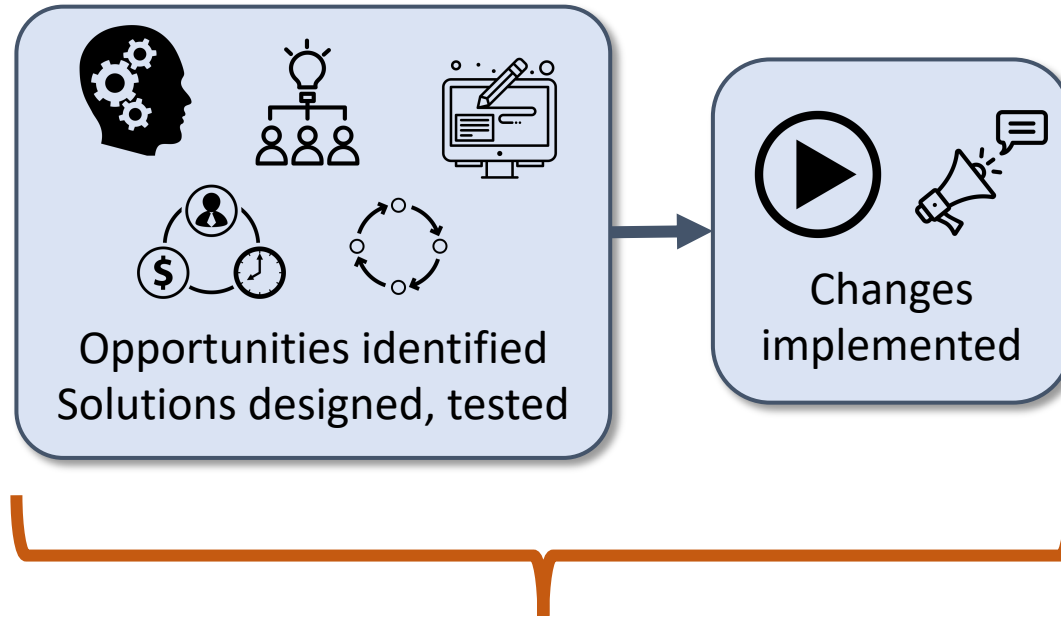 $
Opportunities identified
Solutions designed, tested
Changes
implemented